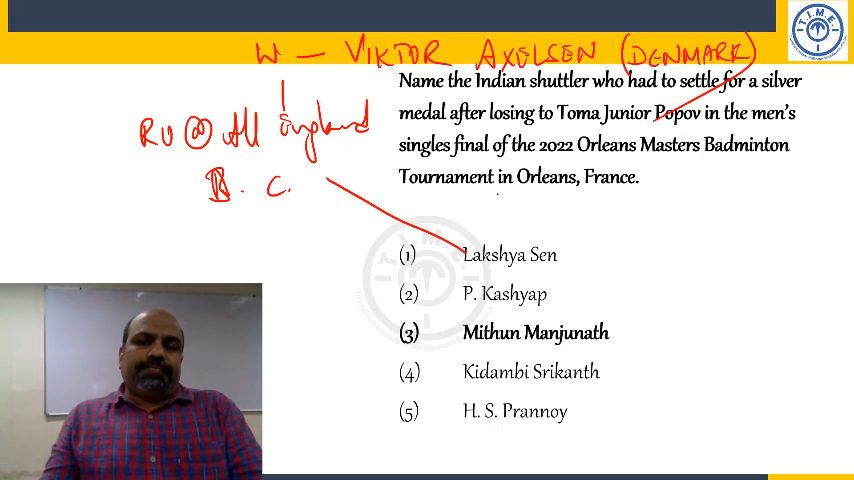 T.I.M.E.
W — VIKTOR AXELSEN (DENMARK)
Name the Indian shuttler who had to settle for a silver
medal after losing to Toma Junior Popov in the men's
singles final of the 2022 Orleans Masters Badminton
Tournament in Orleans, France.
RU @ All England
B. C.
(1) Lakshya Sen
(2) P. Kashyap
(3) Mithun Manjunath
(4) Kidambi Srikanth
(5) H. S. Prannoy